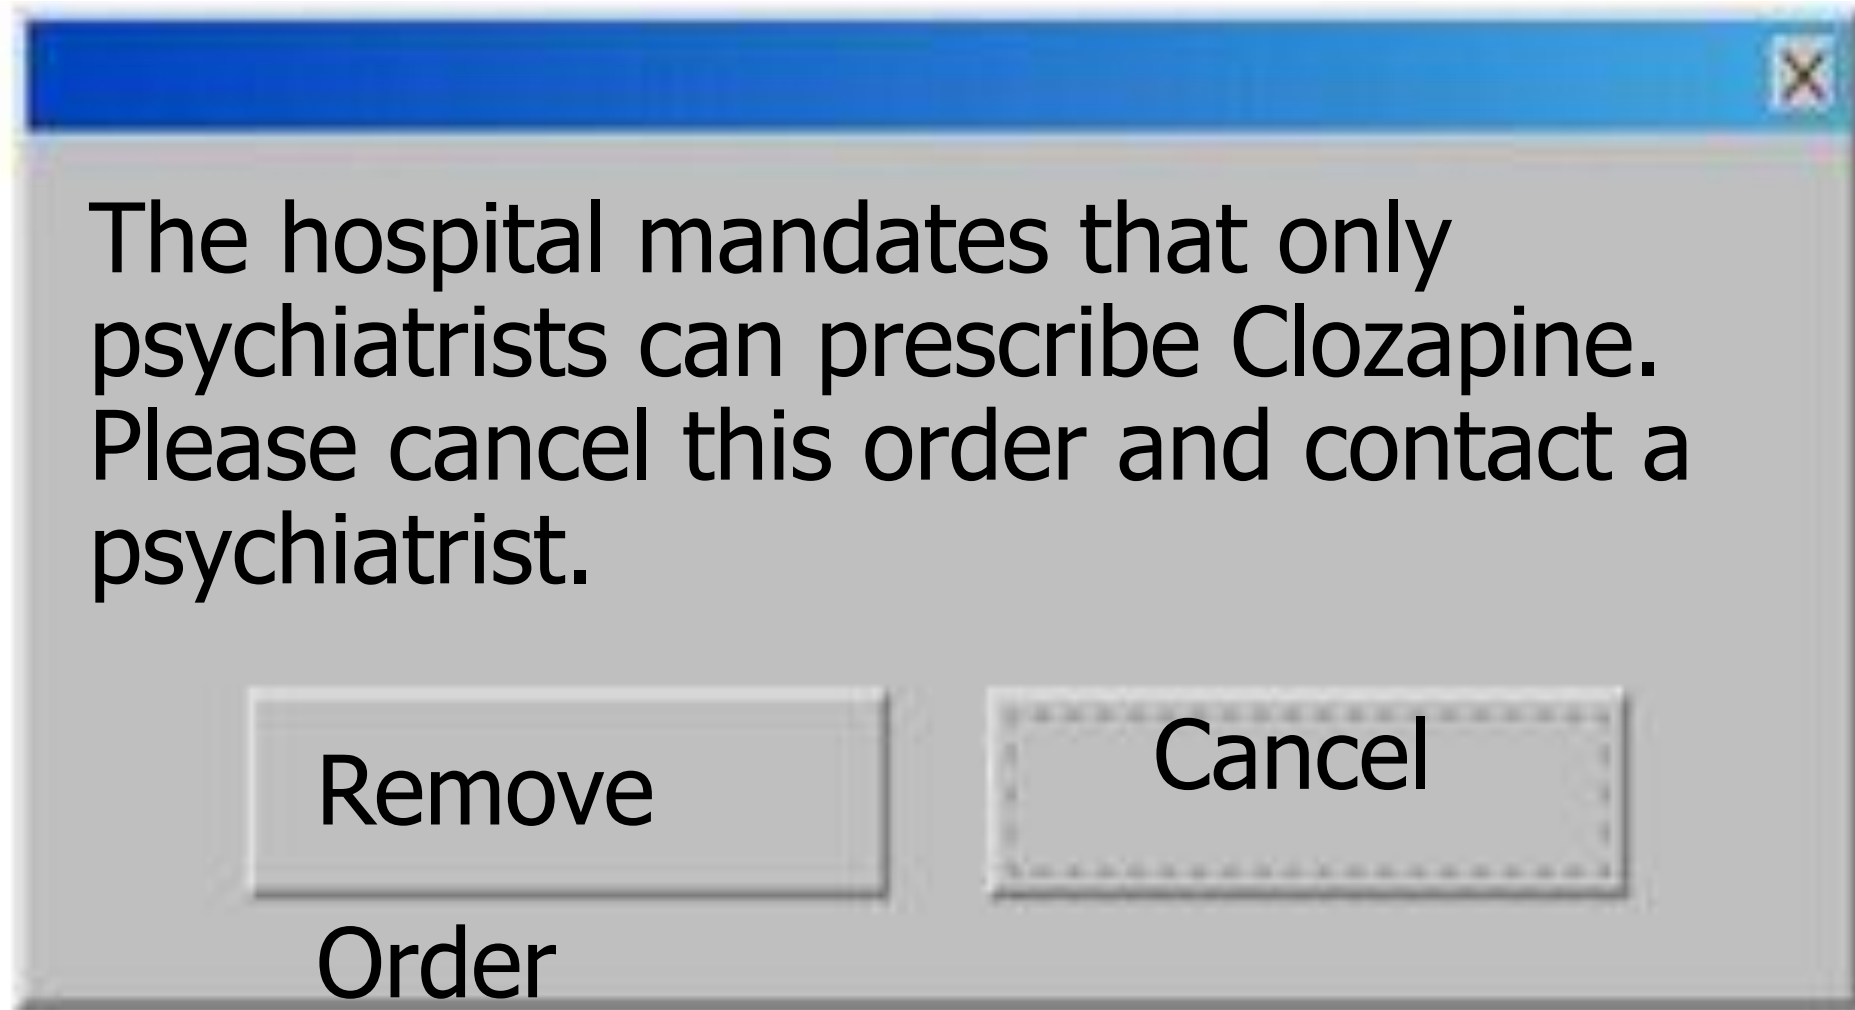 The hospital mandates that only
psychiatrists can prescribe Clozapine.
Please cancel this order and contact a
psychiatrist.
Remove
Order
Cancel